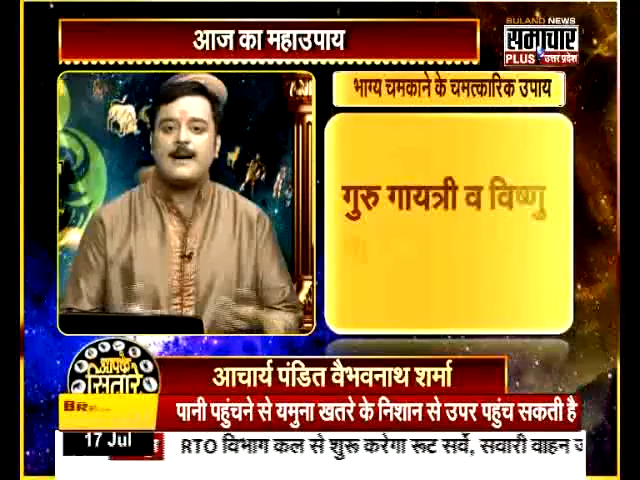 आज का महाउपाय
BULAND NEWS
समाचार
PLUS उत्तर प्रदेश
भाग्य चमकाने के चमत्कारिक उपाय
गुरु गायत्री व विष्णु
आपके
सितारे
आचार्य पंडित वैभवनाथ शर्मा
पानी पहुंचने से यमुना खतरे के निशान से उपर पहुंच सकती है
17 Jul
RTO विभाग कल से शुरू करेगा रूट सर्वे, सवारी वाहन